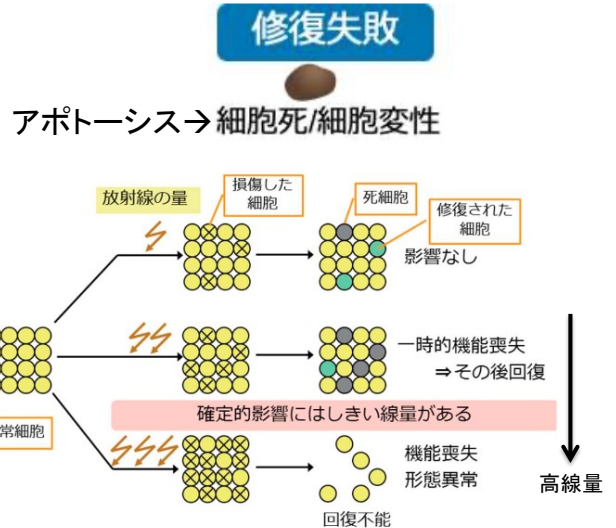 修復失敗
アポトーシス→細胞死/細胞変性
放射線の量
損傷した
細胞
死細胞
修復された
細胞
影響なし
一時的機能喪失
⇒その後回復
確定的影響にはしきい線量がある
常細胞
機能喪失
形態異常
高線量
回復不能